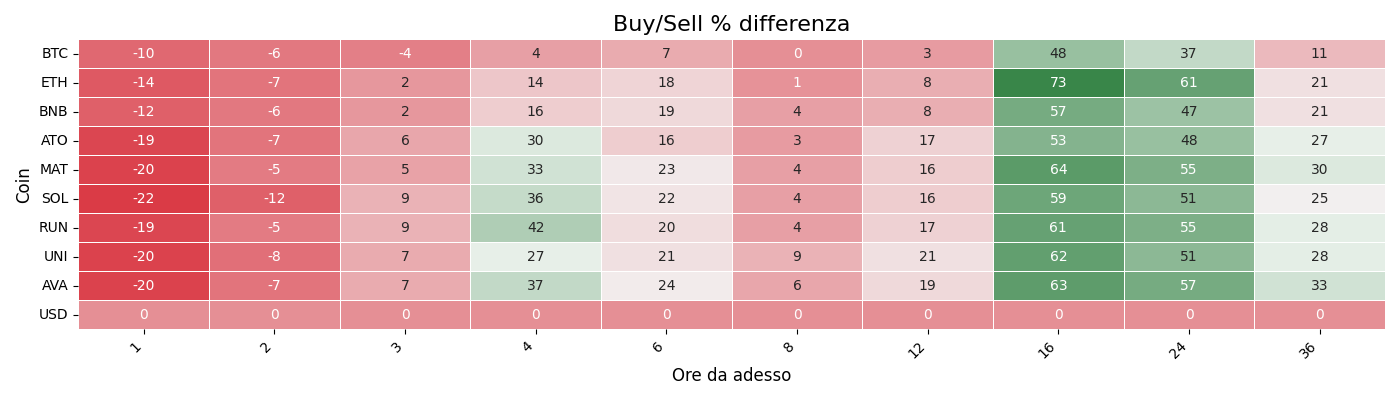 Buy/Sell % differenza
Coin
BTC -10 -6 -4 4 7 0 3 48 37 11
ETH -14 -7 2 14 18 1 8 73 61 21
BNB -12 -6 2 16 19 4 8 57 47 21
ATO -19 -7 6 30 16 3 17 53 48 27
MAT -20 -5 5 33 23 4 16 64 55 30
SOL -22 -12 9 36 22 4 16 59 51 25
RUN -19 -5 9 42 20 4 17 61 55 28
UNI -20 -8 7 27 21 9 21 62 51 28
AVA -20 -7 7 37 24 6 19 63 57 33
USD 0 0 0 0 0 0 0 0 0 0
1 2 3 4 6 8 12 16 24 36
Ore da adesso